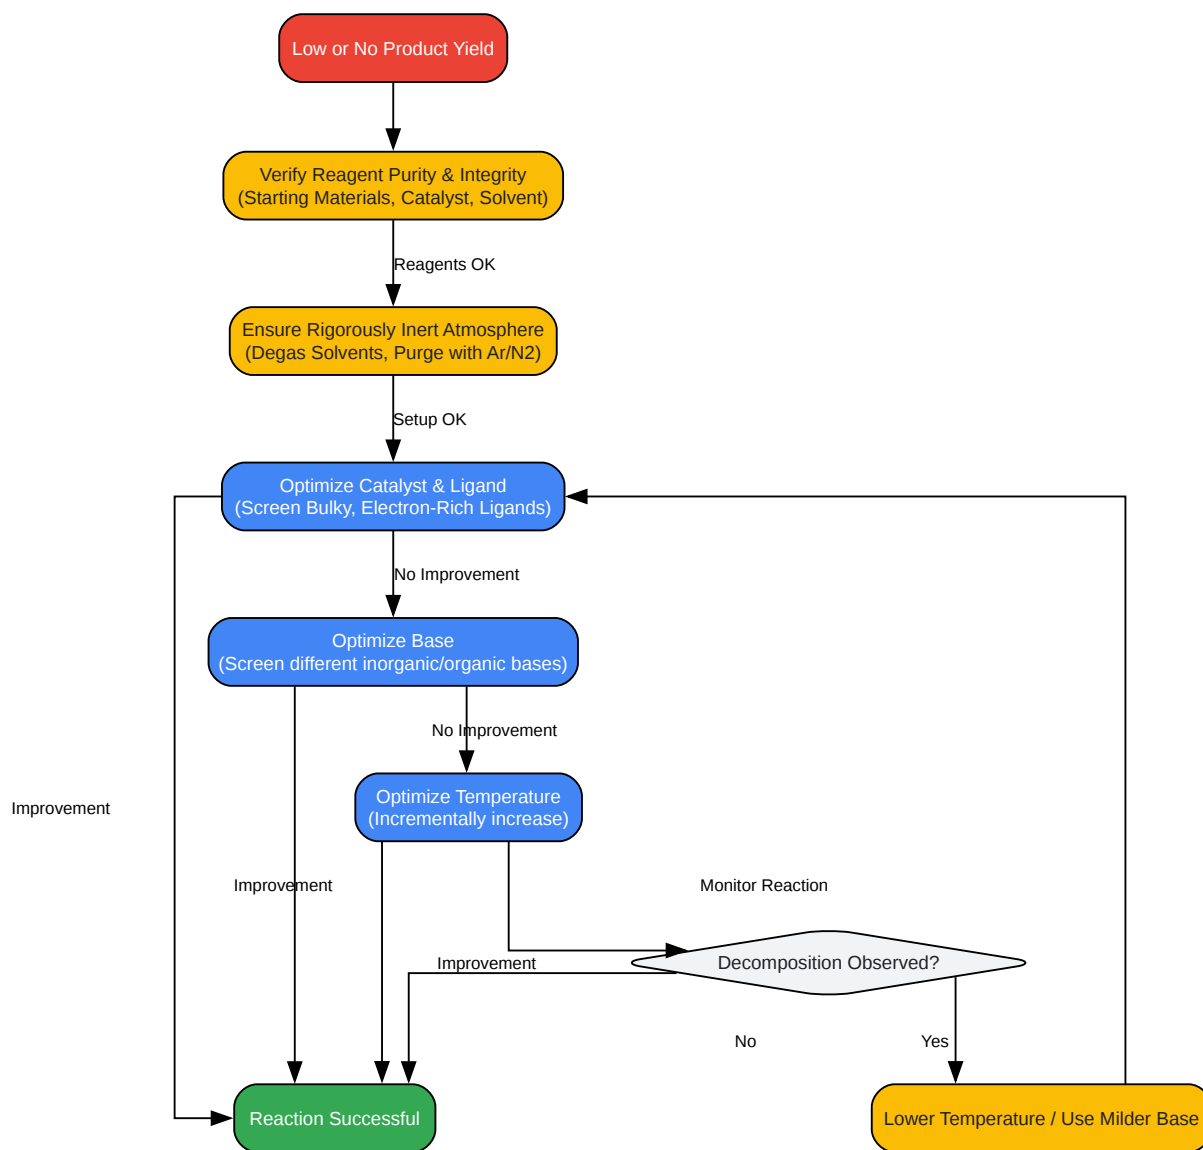 Low or No Product Yield
Verify Reagent Purity & Integrity
(Starting Materials, Catalyst, Solvent)
Reagents OK
Ensure Rigorously Inert Atmosphere
(Degas Solvents, Purge with Ar/N2)
Setup OK
Optimize Catalyst & Ligand
(Screen Bulky, Electron-Rich Ligands)
No Improvement
Optimize Base
(Screen different inorganic/organic bases)
No Improvement
Optimize Temperature
(Incrementally increase)
Improvement
Improvement
Monitor Reaction
Improvement
Decomposition Observed?
No
Yes
Reaction Successful
Lower Temperature / Use Milder Base